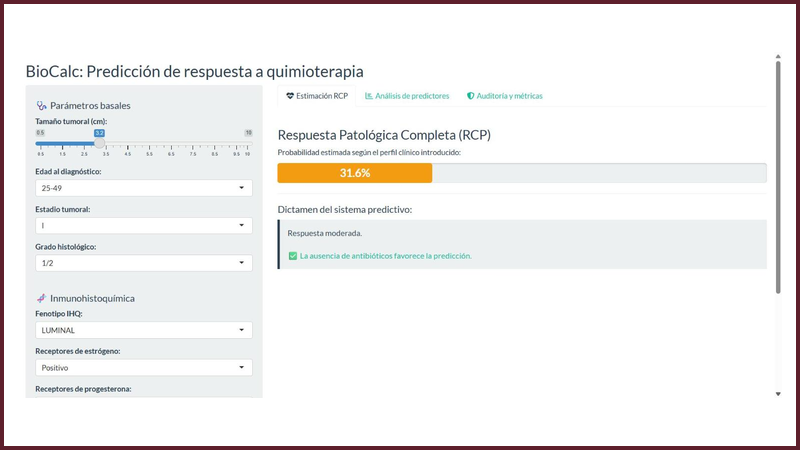 BioCalc: Predicción de respuesta a quimioterapia
Parámetros basales
Tamaño tumoral (cm):
0.5 3.2 10
0.5 1.5 2.5 3.5 4.5 5.5 6.5 7.5 8.5 9.5 10
Edad al diagnóstico:
25-49
Estadio tumoral:
I
Grado histológico:
1/2
Inmunohistoquímica
Fenotipo IHQ:
LUMINAL
Receptores de estrógeno:
Positivo
Receptores de progesterona:
Estimación RCP Análisis de predictores Auditoría y métricas
Respuesta Patológica Completa (RCP)
Probabilidad estimada según el perfil clínico introducido:
31.6%
Dictamen del sistema predictivo:
Respuesta moderada.
La ausencia de antibióticos favorece la predicción.